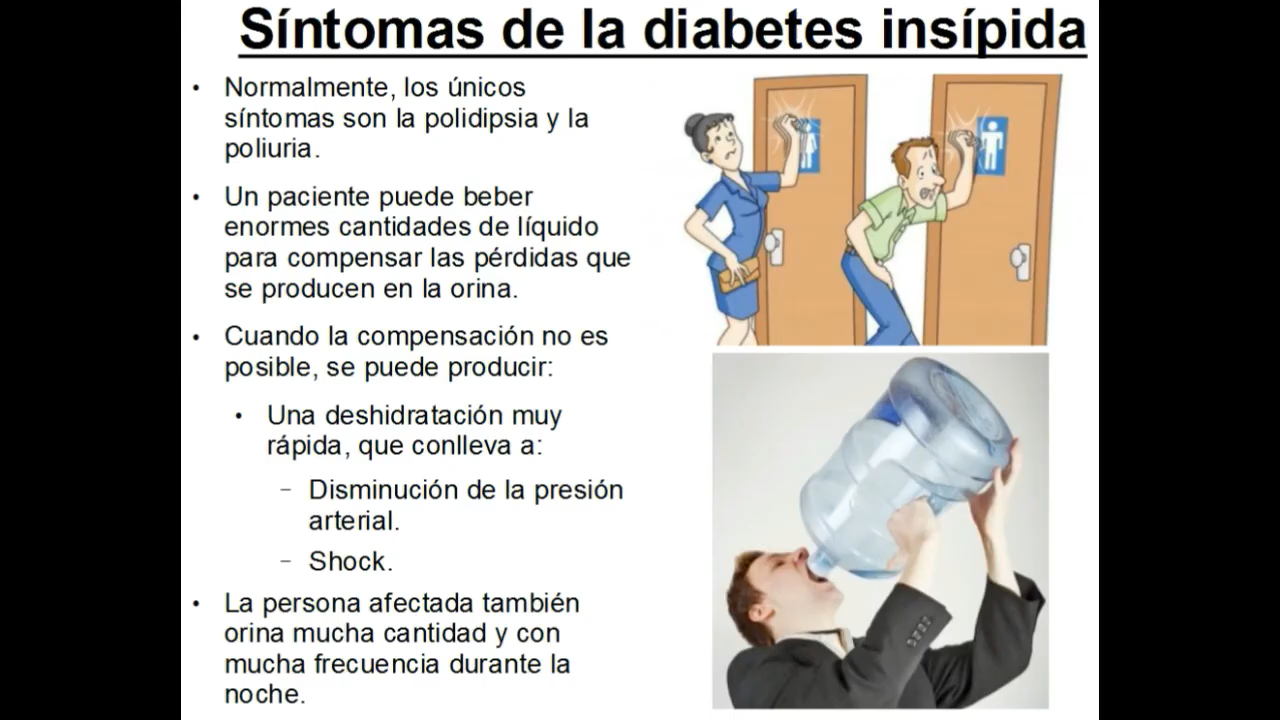 Síntomas de la diabetes insípida
• Normalmente, los únicos
síntomas son la polidipsia y la
poliuria.
• Un paciente puede beber
enormes cantidades de líquido
para compensar las pérdidas que
se producen en la orina.
• Cuando la compensación no es
posible, se puede producir:
• Una deshidratación muy
rápida, que conlleva a:
– Disminución de la presión
arterial.
– Shock.
• La persona afectada también
orina mucha cantidad y con
mucha frecuencia durante la
noche.